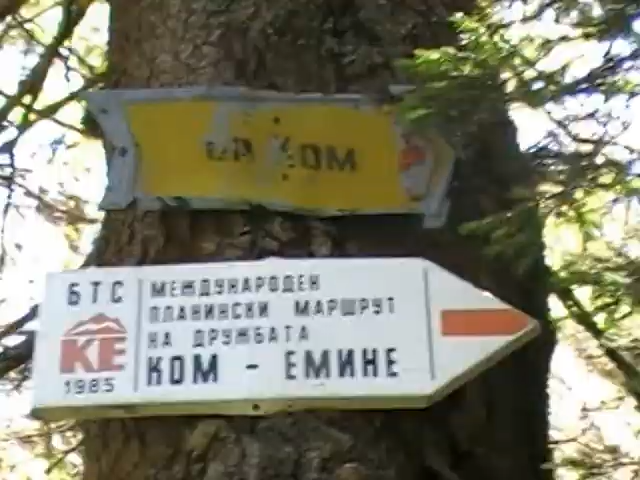 КОМ
БТС
КЕ
1985
МЕЖДУНАРОДЕН
ПЛАНИНСКИ МАРШРУТ
НА ДРУЖБАТА
КОМ - ЕМИНЕ